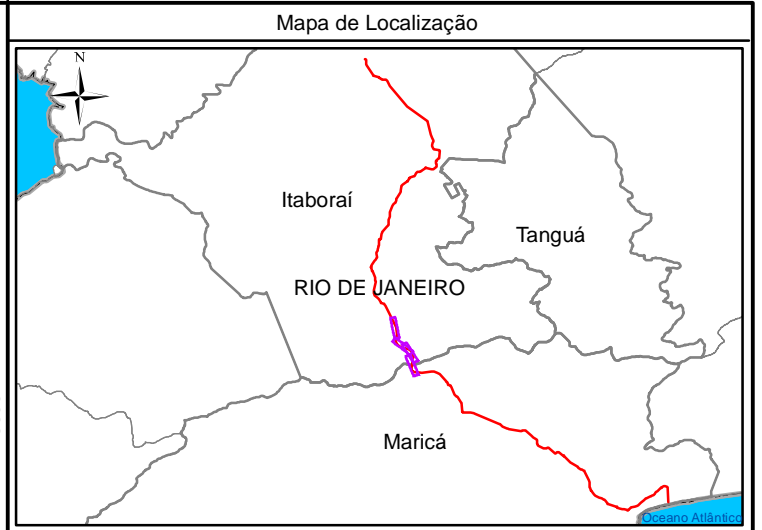 Mapa de Localização
N
Itaboraí
Tanguá
RIO DE JANEIRO
Maricá
Oceano Atlântico